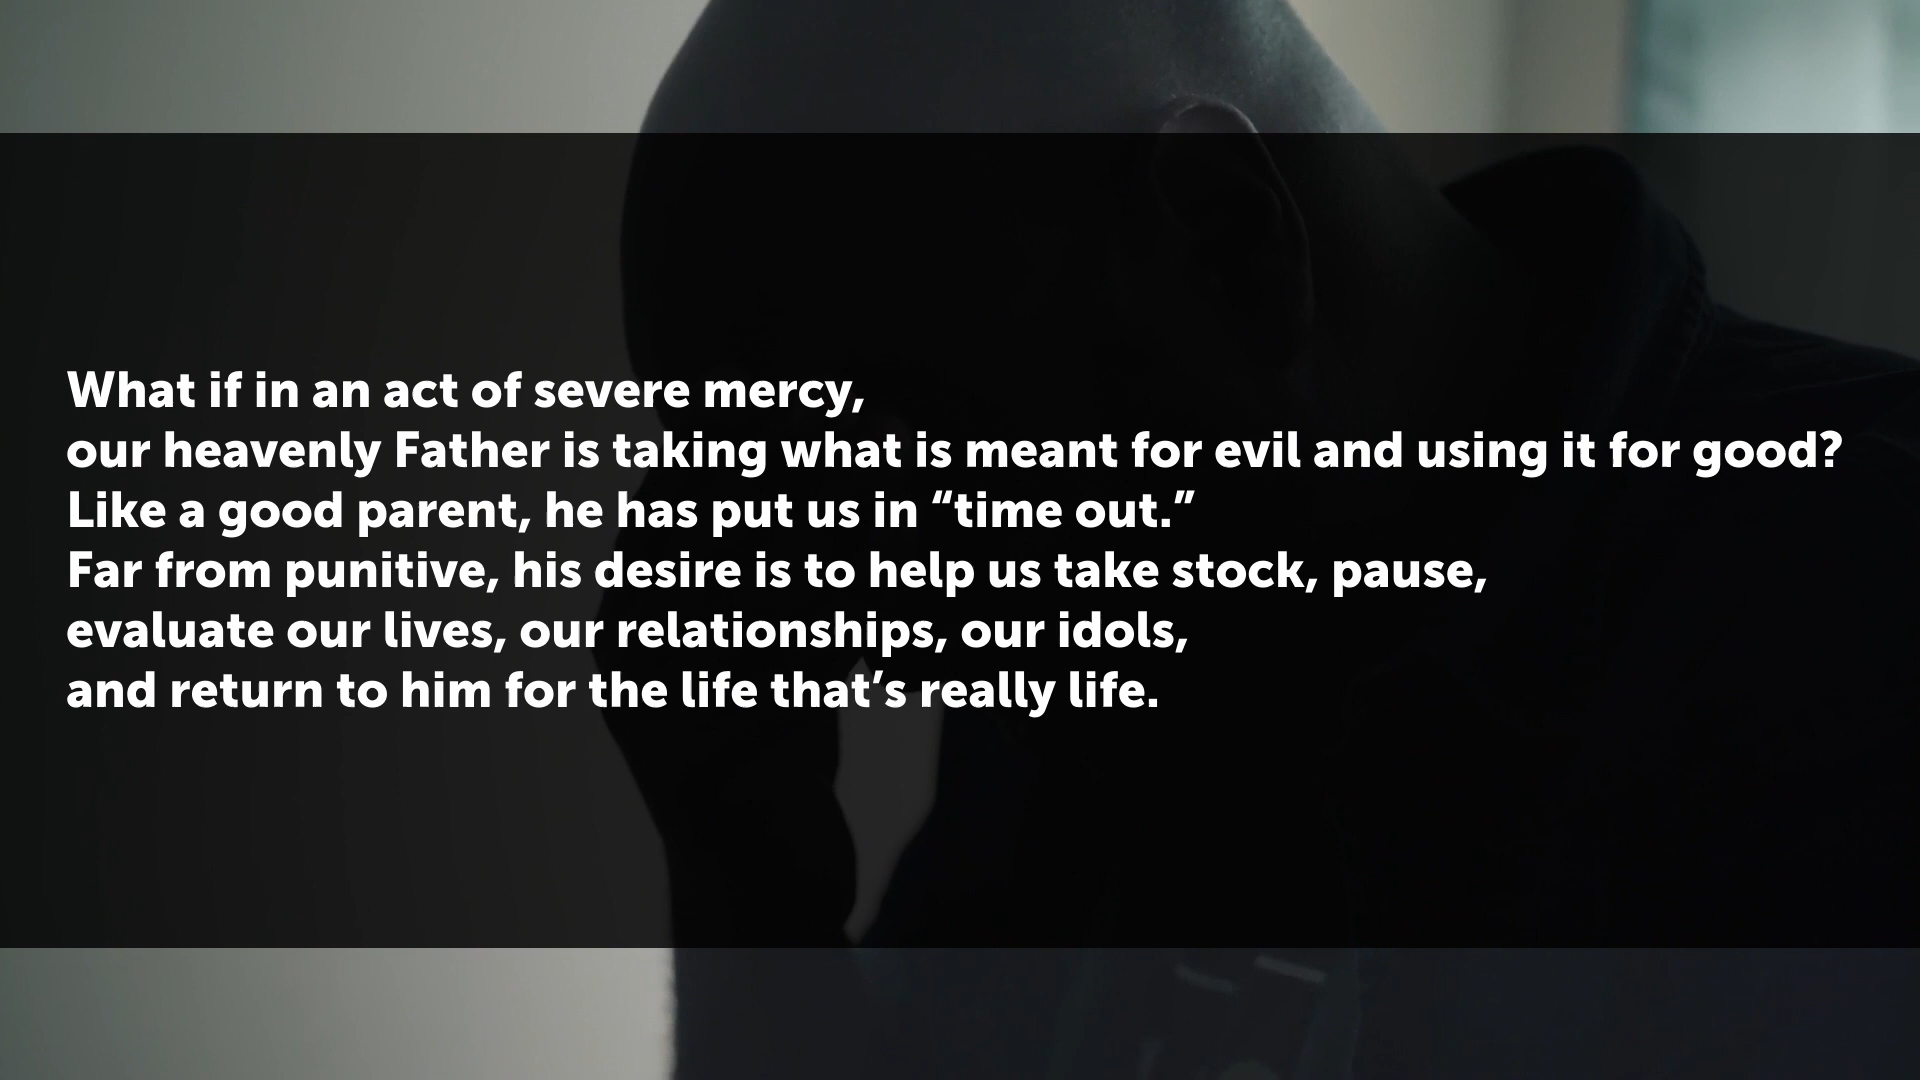 What if in an act of severe mercy,
our heavenly Father is taking what is meant for evil and using it for good?
Like a good parent, he has put us in “time out.”
Far from punitive, his desire is to help us take stock, pause,
evaluate our lives, our relationships, our idols,
and return to him for the life that’s really life.